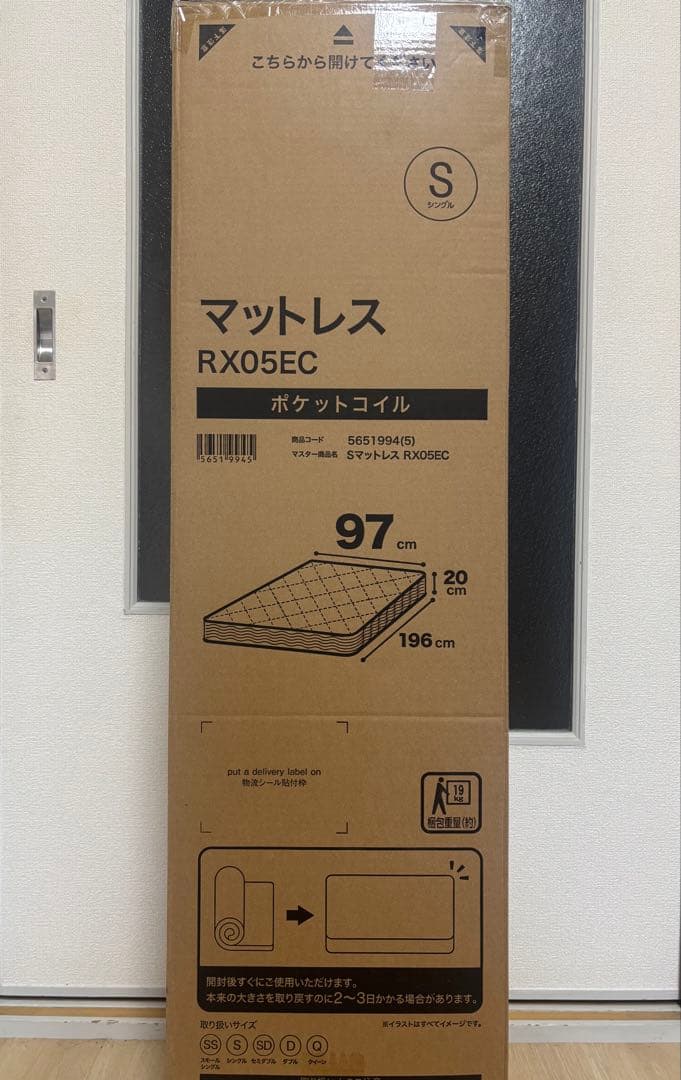 こちらから開けてください
S
シングル
マットレス
RX05EC
ポケットコイル
商品コード 5651994(5)
マスター商品名 Sマットレス RX05EC
5651 9945
97 cm
20 cm
196 cm
put a delivery label on
物流シール貼付枠
19 kg
梱包重量(約)
開封後すぐにご使用いただけます。
本来の大きさを取り戻すのに2〜3日かかる場合があります。
取り扱いサイズ
※イラストはすべてイメージです。
SS S SD D Q
スモールシングル シングル セミダブル ダブル クイーン